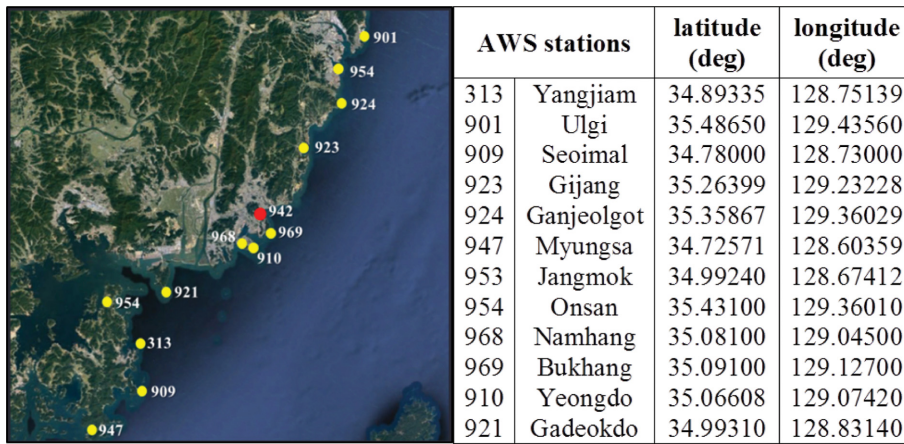 901
954
924
923
942
968
969
910
921
954
313
909
947
AWS stations latitude (deg) longitude (deg)
313 Yangjiam 34.89335 128.75139
901 Ulgi 35.48650 129.43560
909 Seoimal 34.78000 128.73000
923 Gijang 35.26399 129.23228
924 Ganjeolgot 35.35867 129.36029
947 Myungsa 34.72571 128.60359
953 Jangmok 34.99240 128.67412
954 Onsan 35.43100 129.36010
968 Namhang 35.08100 129.04500
969 Bukhang 35.09100 129.12700
910 Yeongdo 35.06608 129.07420
921 Gadeokdo 34.99310 128.83140